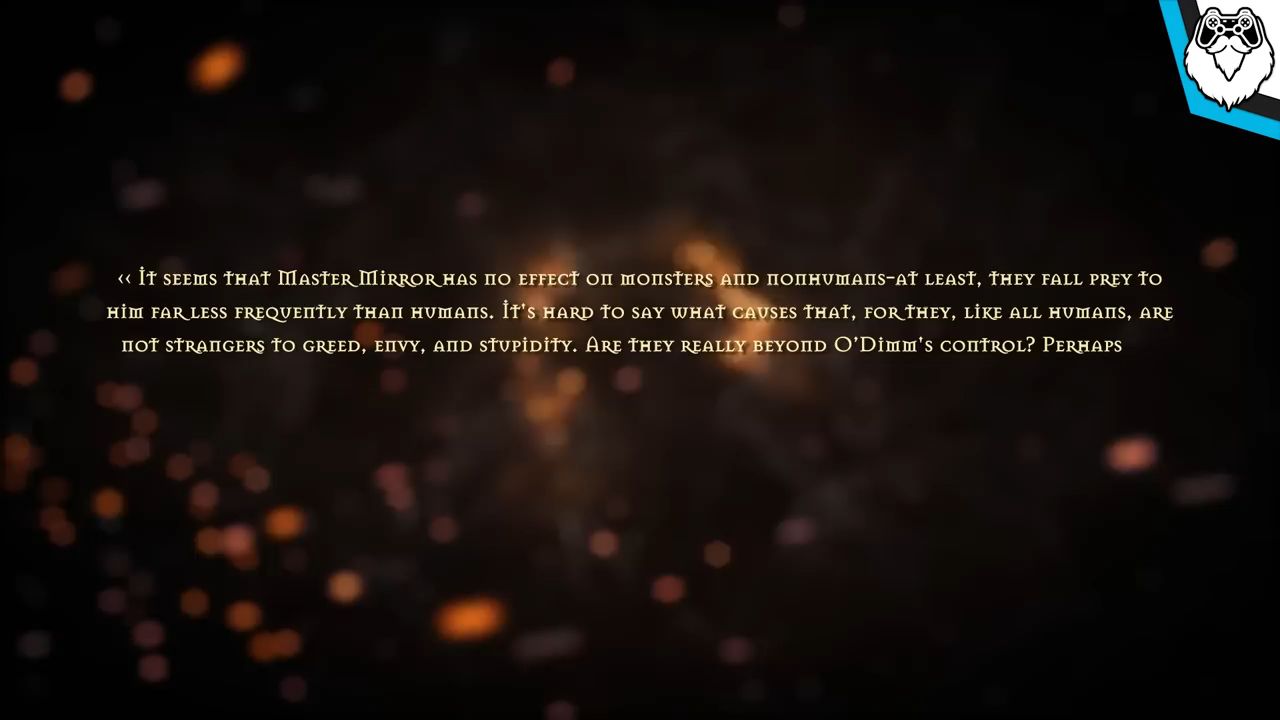 ‹‹ It seems that Master Mirror has no effect on monsters and nonhumans-at least, they fall prey to
him far less frequently than humans. It's hard to say what causes that, for they, like all humans, are
not strangers to greed, envy, and stupidity. Are they really beyond O'Dimm's control? Perhaps